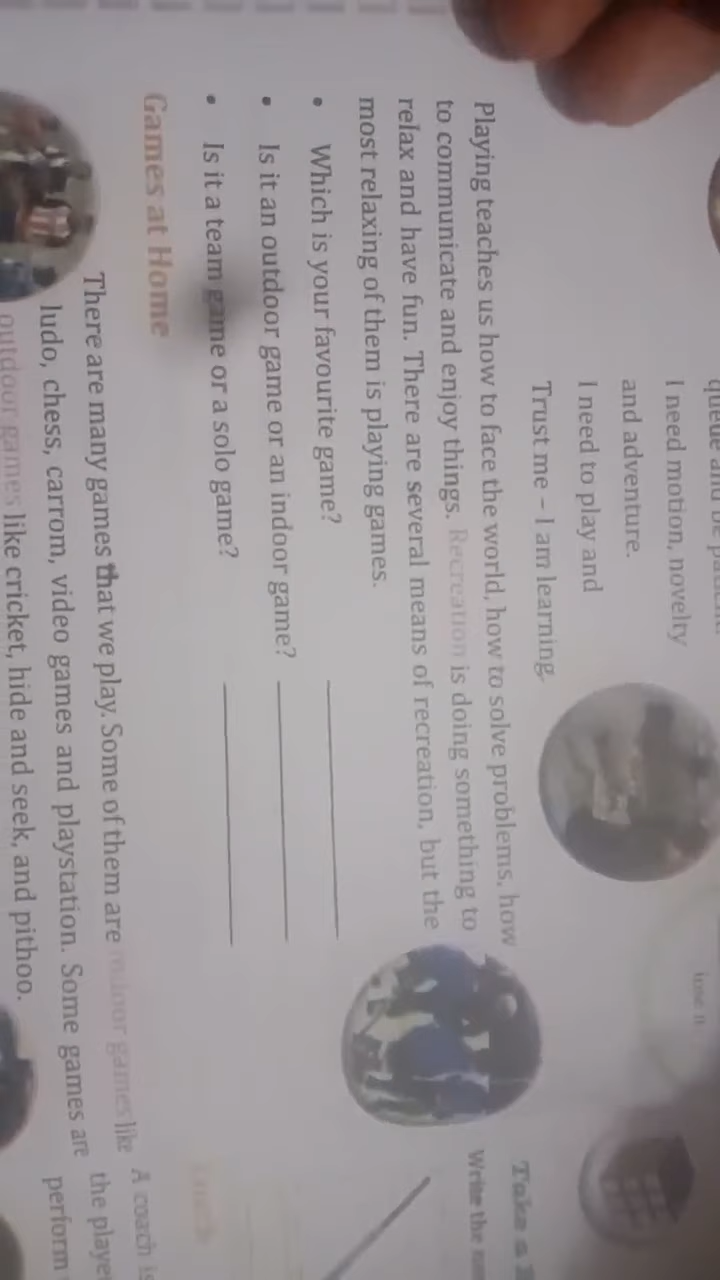 I need motion, novelty
and adventure.
I need to play and
Trust me – I am learning.
Playing teaches us how to face the world, how to solve problems, how
to communicate and enjoy things. Recreation is doing something to
relax and have fun. There are several means of recreation, but the
most relaxing of them is playing games.
• Which is your favourite game?
• Is it an outdoor game or an indoor game?
• Is it a team game or a solo game?
Games at Home
There are many games that we play. Some of them are indoor games like
ludo, chess, carrom, video games and playstation. Some games are
outdoor games like cricket, hide and seek, and pithoo.
Take a
Write the
A coach is
the
perform